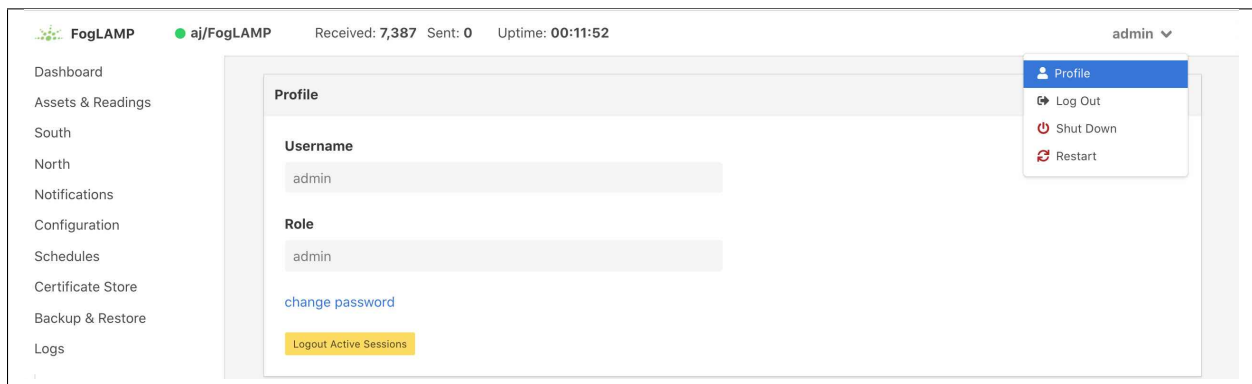 FogLAMP aj/FogLAMP Received: 7,387 Sent: 0 Uptime: 00:11:52 admin
Dashboard
Assets & Readings
South
North
Notifications
Configuration
Schedules
Certificate Store
Backup & Restore
Logs
Profile
Username
admin
Role
admin
change password
Logout Active Sessions
Profile
Log Out
Shut Down
Restart